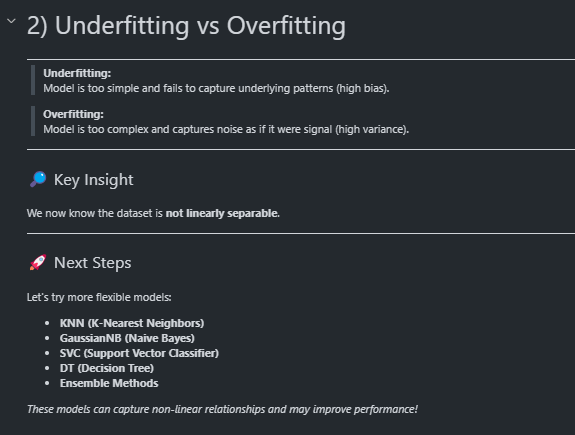 2) Underfitting vs Overfitting
Underfitting:
Model is too simple and fails to capture underlying patterns (high bias).
Overfitting:
Model is too complex and captures noise as if it were signal (high variance).
🔎 Key Insight
We now know the dataset is not linearly separable.
🚀 Next Steps
Let's try more flexible models:
• KNN (K-Nearest Neighbors)
• GaussianNB (Naive Bayes)
• SVC (Support Vector Classifier)
• DT (Decision Tree)
• Ensemble Methods
These models can capture non-linear relationships and may improve performance!